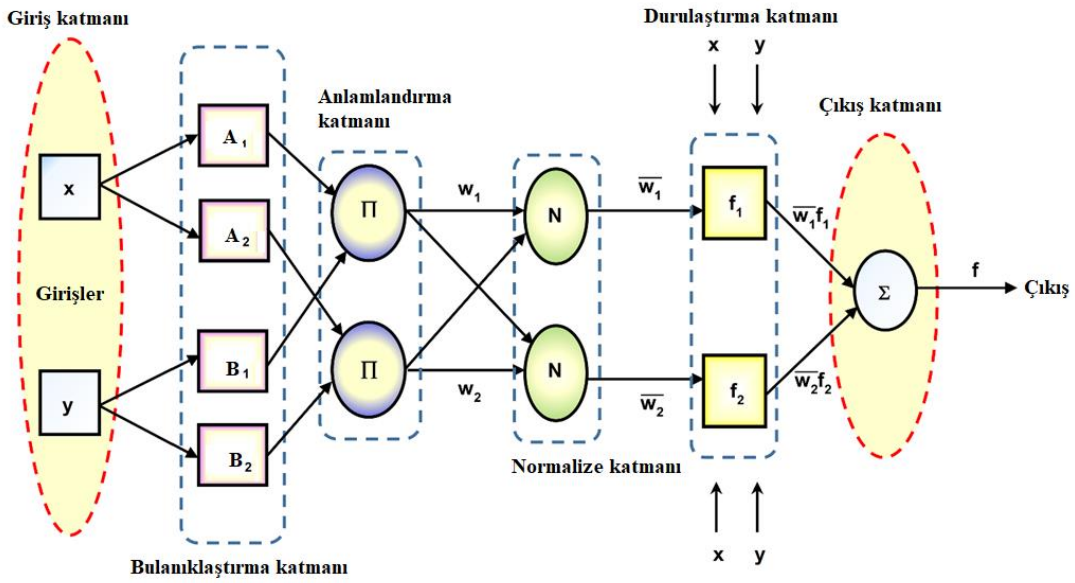 Giriş katmanı
Durulaştırma katmanı
x y
Anlamlandırma
katmanı
Çıkış katmanı
A1
x
Π
w1
N
w̅1
f1
w̅1f1
A2
Girişler
Σ
f
Çıkış
B1
y
Π
w2
N
w̅2
f2
w̅2f2
B2
Normalize katmanı
x y
Bulanıklaştırma katmanı